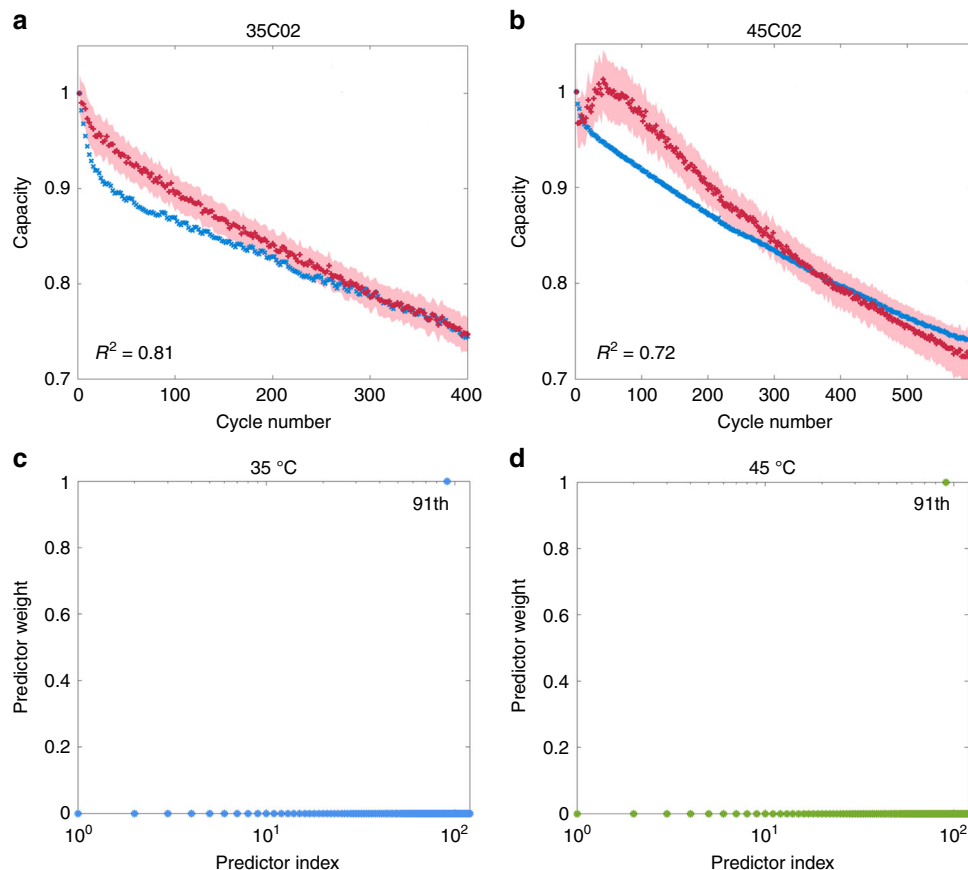 a
35C02
1
0.9
0.8
0.7
Capacity
R² = 0.81
0 100 200 300 400
Cycle number
b
45C02
1
0.9
0.8
0.7
Capacity
R² = 0.72
0 100 200 300 400 500
Cycle number
c
35 °C
1
0.8
0.6
0.4
0.2
0
Predictor weight
91th
10⁰ 10¹ 10²
Predictor index
d
45 °C
1
0.8
0.6
0.4
0.2
0
Predictor weight
91th
10⁰ 10¹ 10²
Predictor index